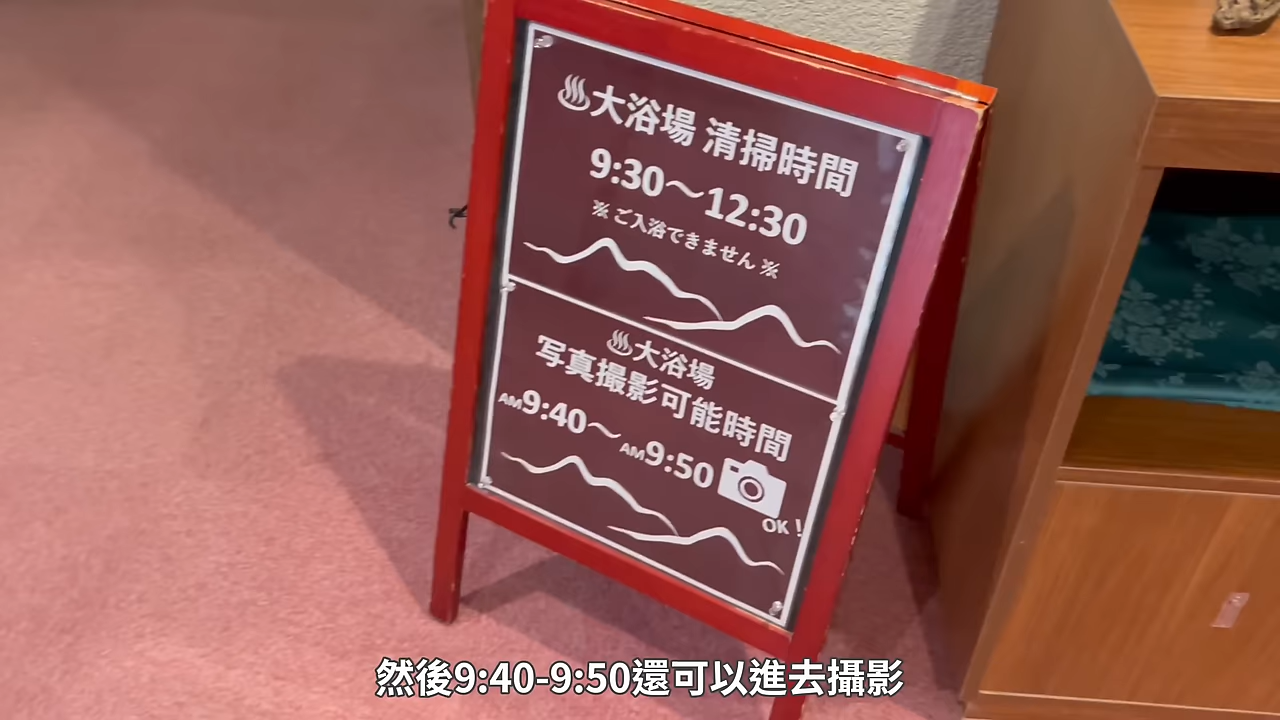 ♨大浴場 清掃時間
9:30～12:30
※ ご入浴できません ※
♨大浴場
写真撮影可能時間
AM9:40～AM9:50
OK！
然後9:40-9:50還可以進去攝影